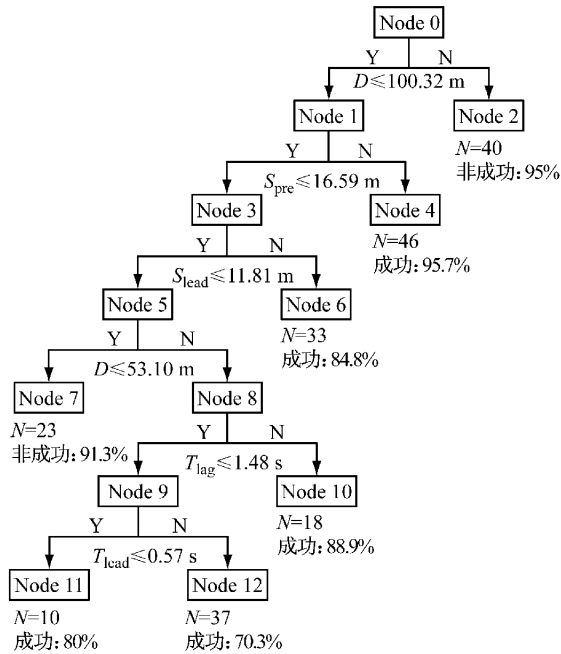 Node 0
Y N
D≤100.32 m
Node 1 Node 2
N=40
非成功：95%
Y N
S_pre≤16.59 m
Node 3 Node 4
N=46
成功：95.7%
Y N
S_lead≤11.81 m
Node 5 Node 6
N=33
成功：84.8%
Y N
D≤53.10 m
Node 7 Node 8
N=23
非成功：91.3%
Y N
T_lag≤1.48 s
Node 9 Node 10
N=18
成功：88.9%
Y N
T_lead≤0.57 s
Node 11 Node 12
N=10 N=37
成功：80% 成功：70.3%